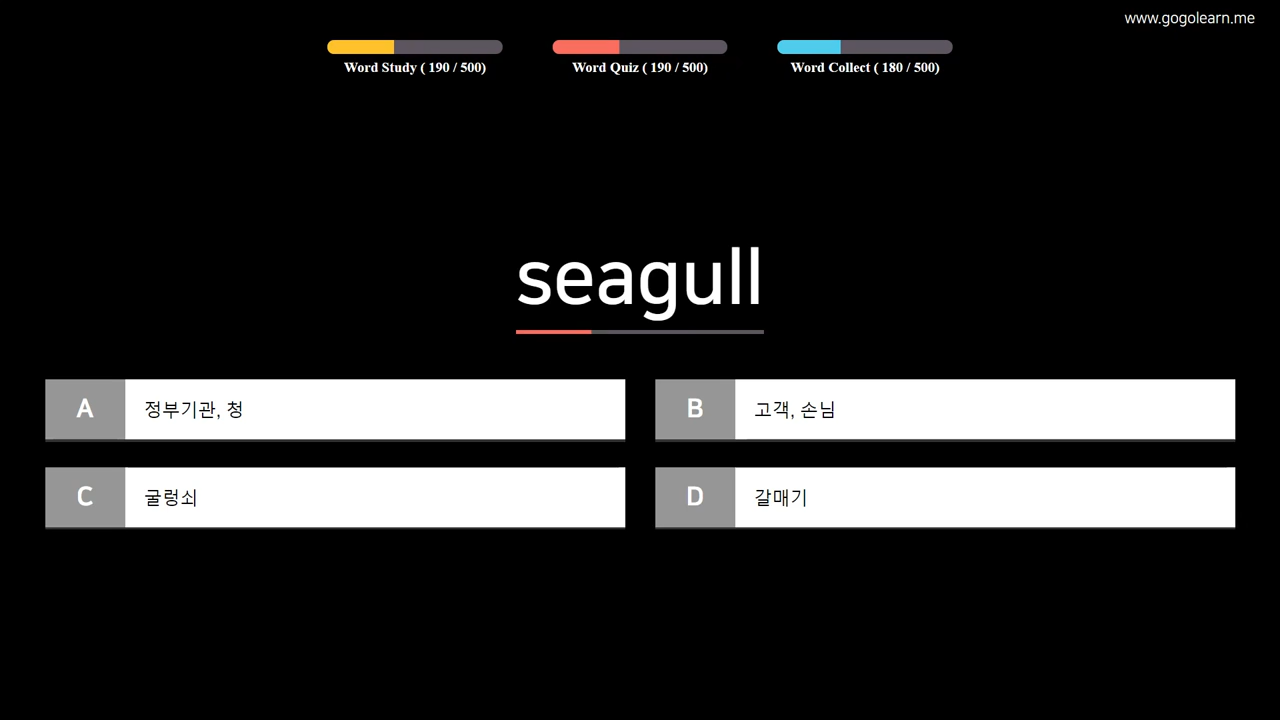 www.gogolearn.me
Word Study ( 190 / 500)
Word Quiz ( 190 / 500)
Word Collect ( 180 / 500)
seagull
A 정부기관, 청
B 고객, 손님
C 굴렁쇠
D 갈매기